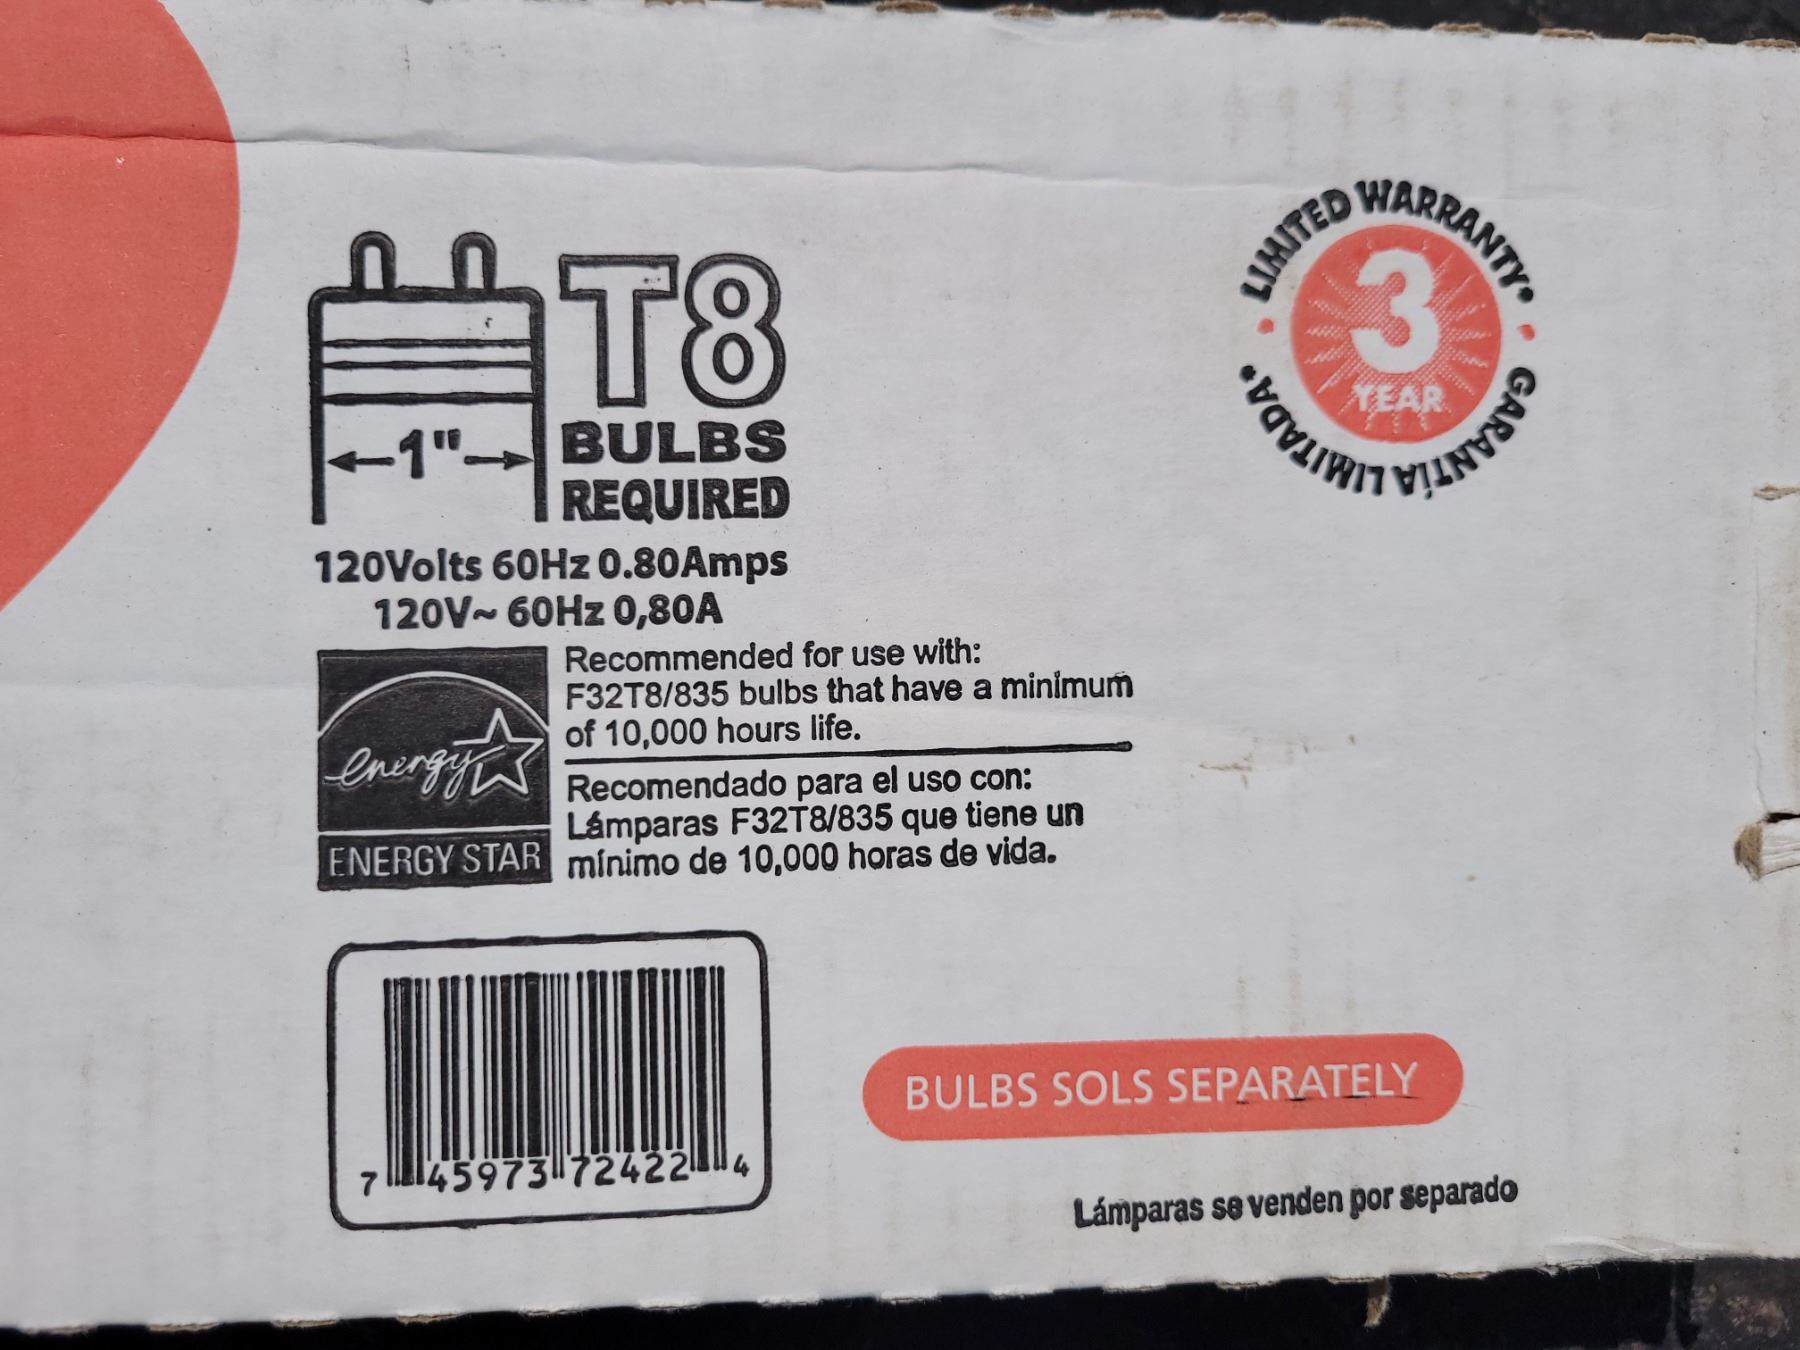 T8
BULBS
REQUIRED
1"
120Volts 60Hz 0.80Amps
120V~ 60Hz 0,80A
LIMITED WARRANTY•
3
YEAR
GARANTÍA LIMITADA•
energy
ENERGY STAR
Recommended for use with:
F32T8/835 bulbs that have a minimum
of 10,000 hours life.
Recomendado para el uso con:
Lámparas F32T8/835 que tiene un
mínimo de 10,000 horas de vida.
7 45973 72422 4
BULBS SOLS SEPARATELY
Lámparas se venden por separado